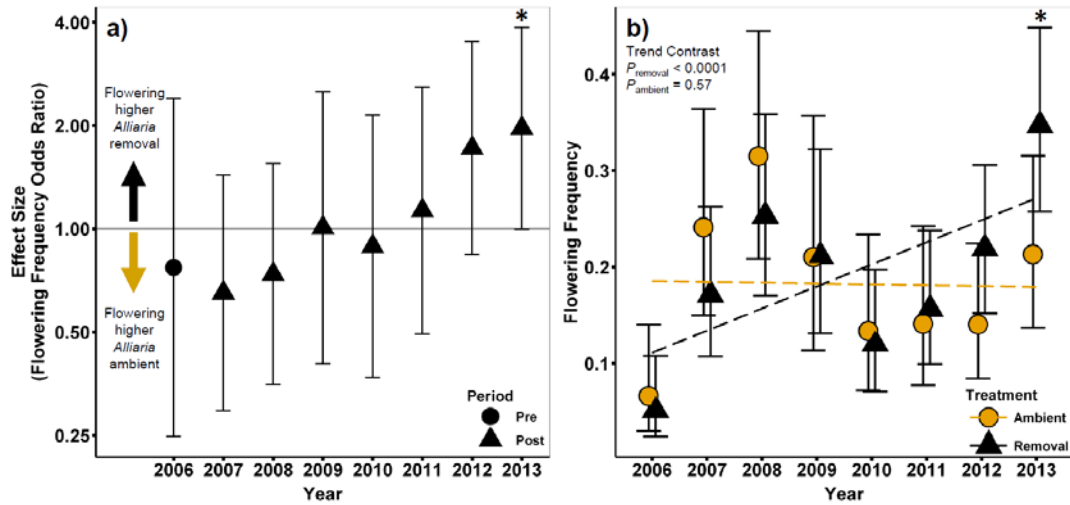 a)
*
4.00
2.00
1.00
0.50
0.25
Effect Size
(Flowering Frequency Odds Ratio)
Flowering
higher
Alliaria
removal
Flowering
higher
Alliaria
ambient
Period
Pre
Post
2006 2007 2008 2009 2010 2011 2012 2013
Year
b)
*
Trend Contrast
Premoval < 0.0001
Pambient = 0.57
0.4
0.3
0.2
0.1
Flowering Frequency
Treatment
Ambient
Removal
2006 2007 2008 2009 2010 2011 2012 2013
Year